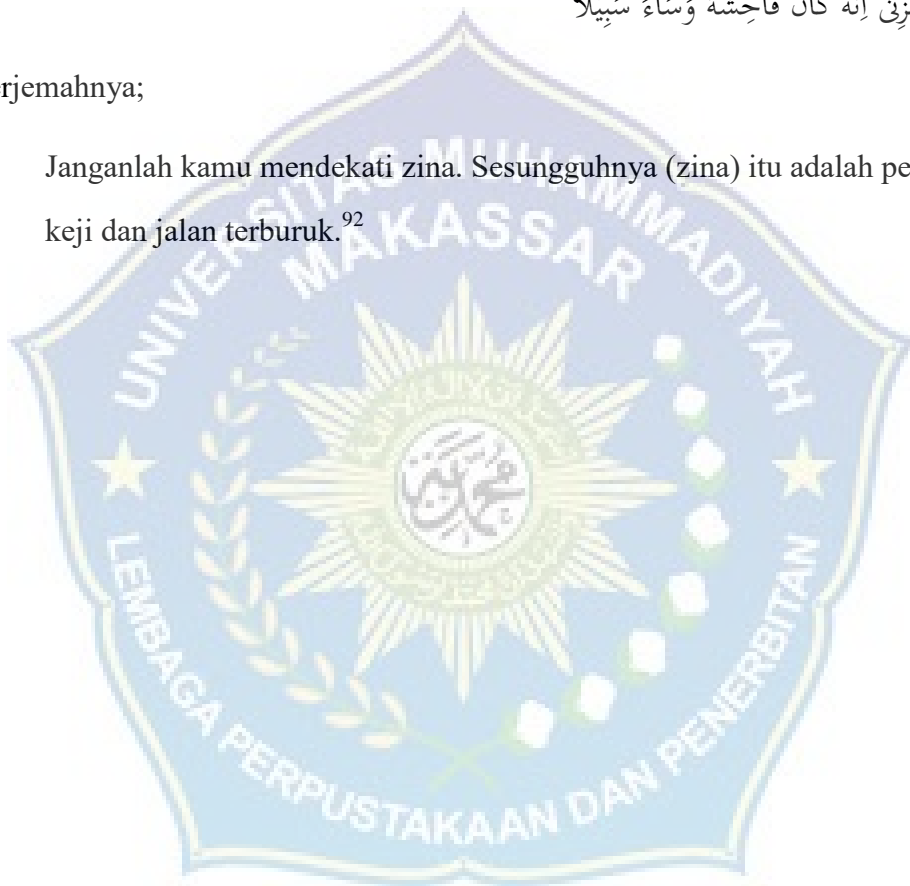 كَانَ فَاحِشَةً وَسَاءَ سَبِيلًا
erjemahnya;
Janganlah kamu mendekati zina. Sesungguhnya (zina) itu adalah pe
keji dan jalan terburuk.92
UNIVERSITAS MUHAMMADIYAH
MAKASSAR
LEMBAGA PERPUSTAKAAN DAN PENERBITAN